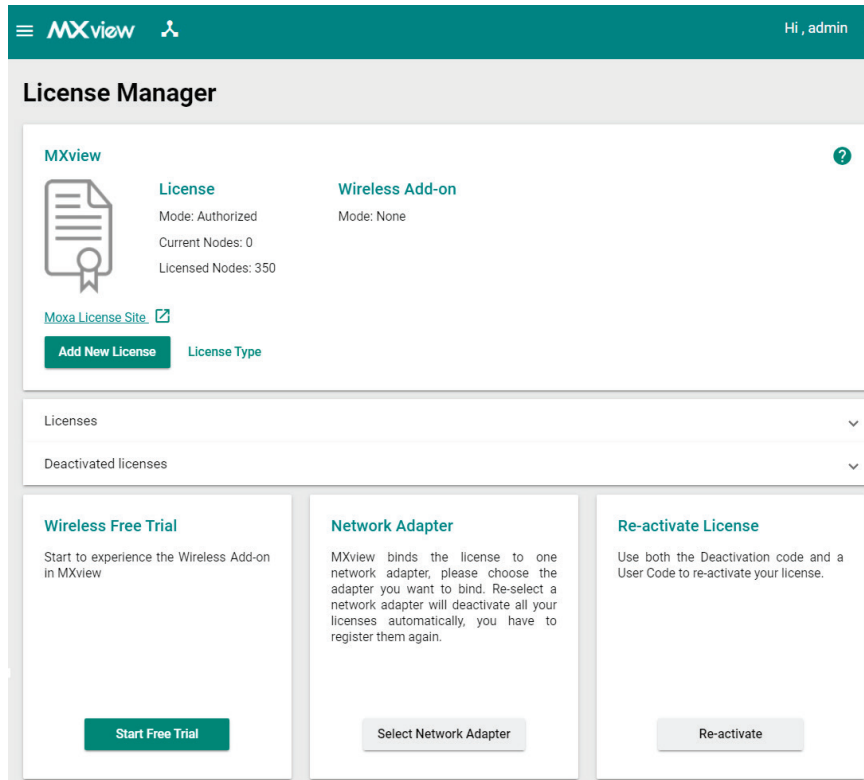 MXview
Hi , admin
License Manager
MXview
License
Mode: Authorized
Current Nodes: 0
Licensed Nodes: 350
Wireless Add-on
Mode: None
Moxa License Site
Add New License
License Type
Licenses
Deactivated licenses
Wireless Free Trial
Start to experience the Wireless Add-on
in MXview
Start Free Trial
Network Adapter
MXview binds the license to one
network adapter, please choose the
adapter you want to bind. Re-select a
network adapter will deactivate all your
licenses automatically, you have to
register them again.
Select Network Adapter
Re-activate License
Use both the Deactivation code and a
User Code to re-activate your license.
Re-activate